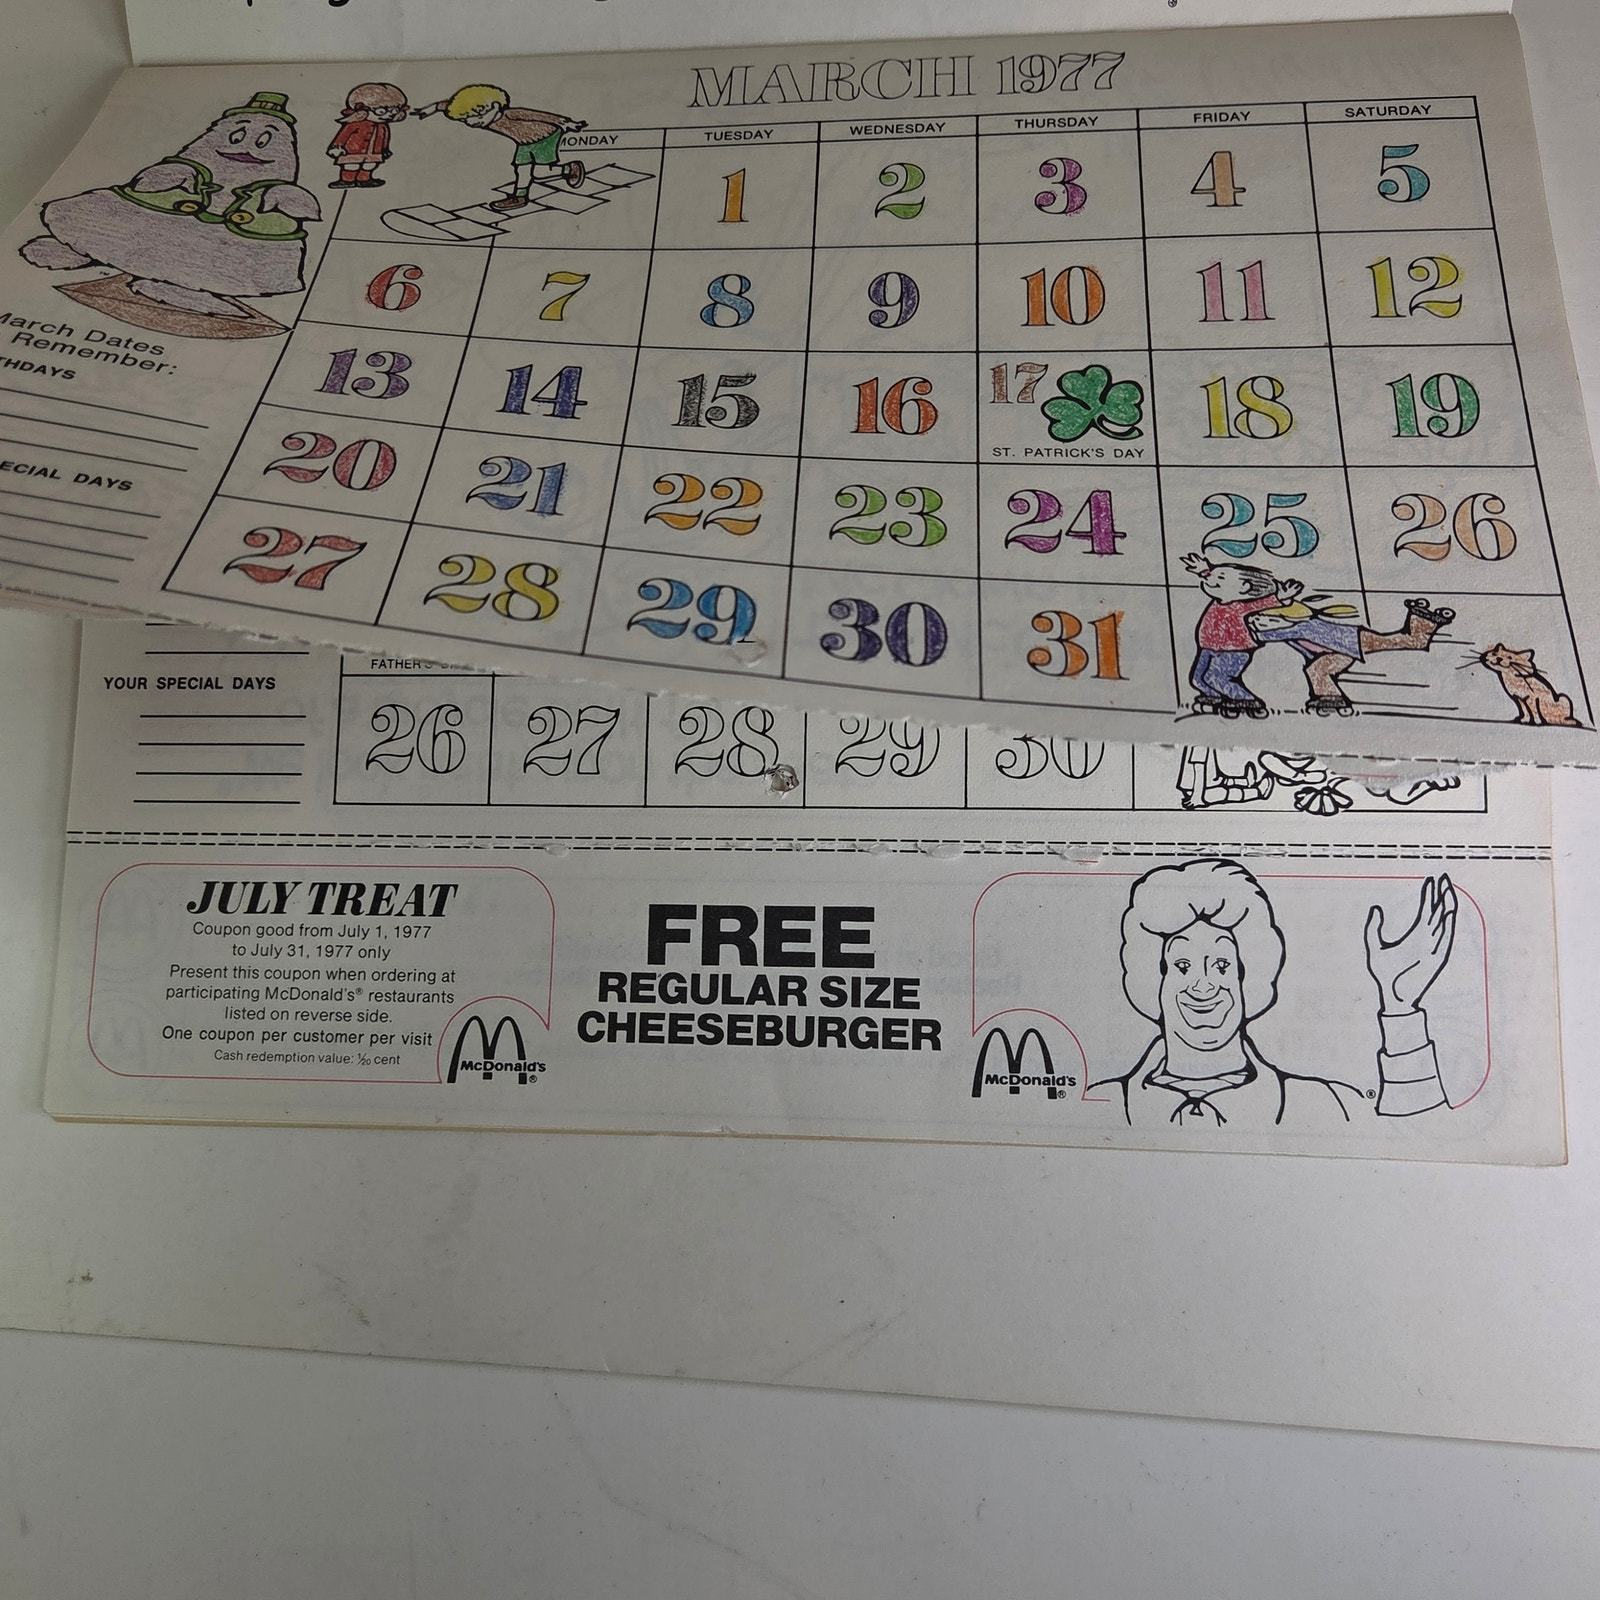 MARCH 1977
MONDAY TUESDAY WEDNESDAY THURSDAY FRIDAY SATURDAY
1 2 3 4 5
6 7 8 9 10 11 12
13 14 15 16 17 18 19
ST. PATRICK'S DAY
20 21 22 23 24 25 26
27 28 29 30 31
March Dates
Remember:
THDAYS
ECIAL DAYS
FATHER'S
YOUR SPECIAL DAYS
26 27 28 29 30
JULY TREAT
Coupon good from July 1, 1977
to July 31, 1977 only
Present this coupon when ordering at
participating McDonald's® restaurants
listed on reverse side.
One coupon per customer per visit
Cash redemption value: 1/20 cent
McDonald's®
FREE
REGULAR SIZE
CHEESEBURGER
McDonald's®
®